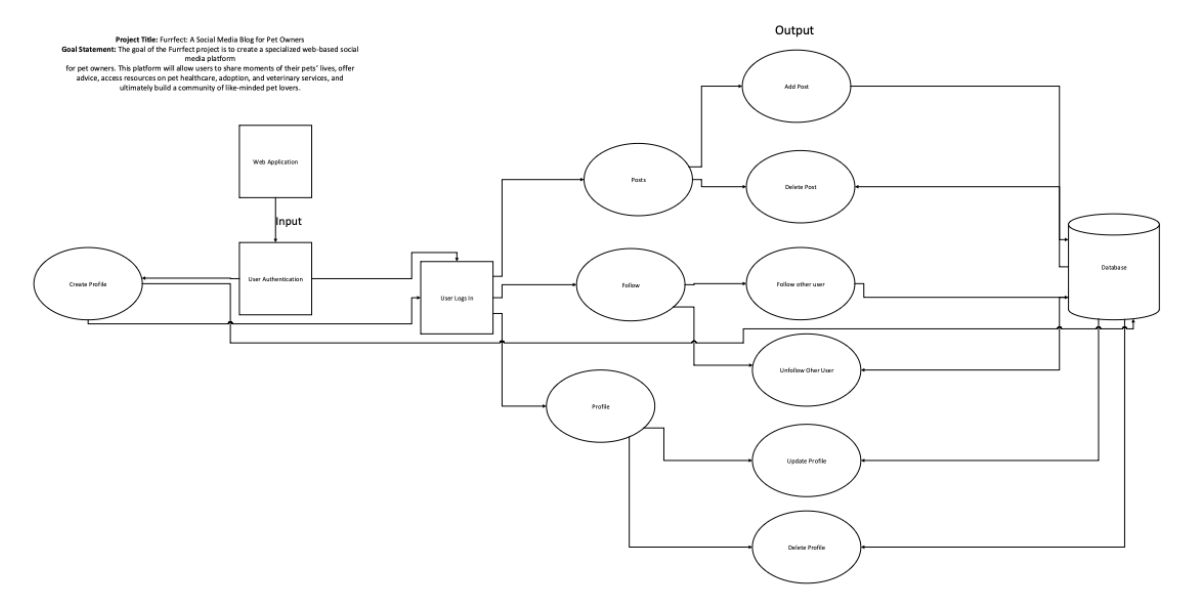 Project Title: Furrfect: A Social Media Blog for Pet Owners
Goal Statement: The goal of the Furrfect project is to create a specialized web-based social
media platform
for pet owners. This platform will allow users to share moments of their pets' lives, offer
advice, access resources on pet healthcare, adoption, and veterinary services, and
ultimately build a community of like-minded pet lovers.
Output
Add Post
Web Application
Posts
Delete Post
Input
User Authentication
Create Profile
User Logs In
Follow
Follow other user
Database
Unfollow Oher User
Profile
Update Profile
Delete Profile